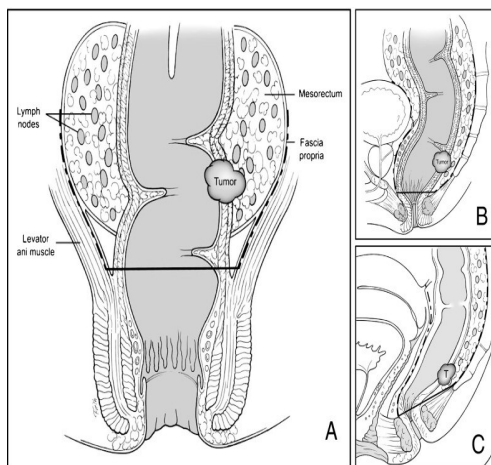 Lymph
nodes
Mesorectum
Fascia
propria
Tumor
Levator
ani muscle
A
Tumor
B
T
C